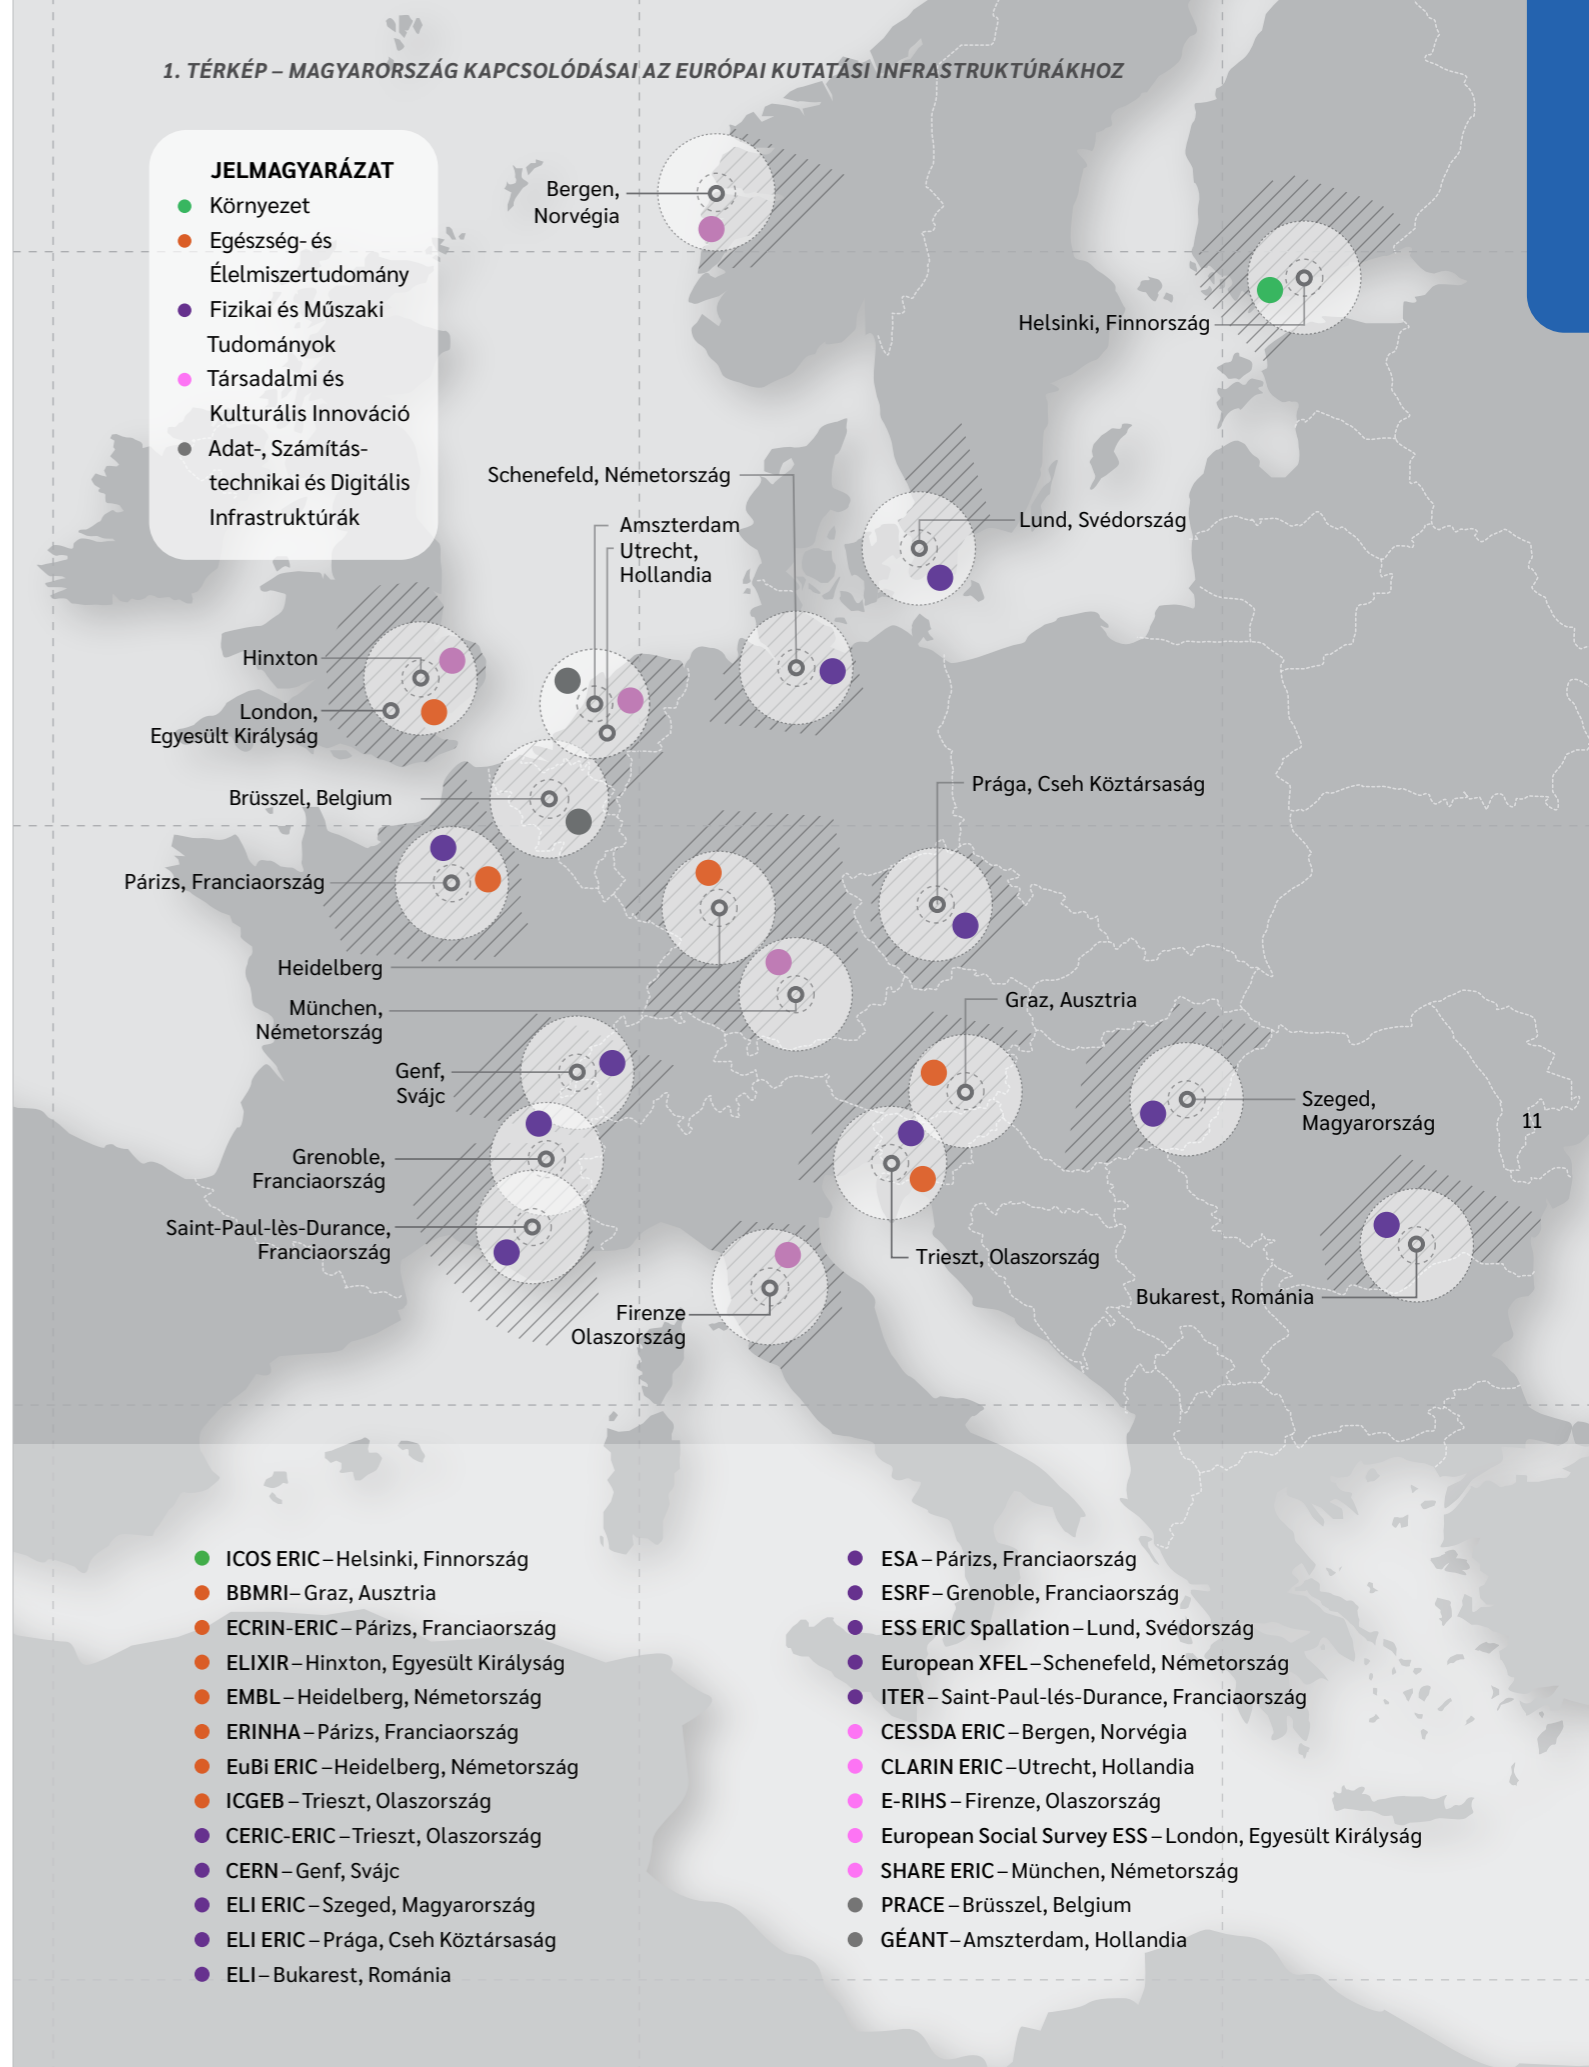 1. TÉRKÉP – MAGYARORSZÁG KAPCSOLÓDÁSAI AZ EURÓPAI KUTATÁSI INFRASTRUKTÚRÁKHOZ
JELMAGYARÁZAT
Környezet
Egészség- és
Élelmiszertudomány
Fizikai és Műszaki
Tudományok
Társadalmi és
Kulturális Innováció
Adat-, Számítás-
technikai és Digitális
Infrastruktúrák
Bergen,
Norvégia
Helsinki, Finnország
Schenefeld, Németország
Amszterdam
Utrecht,
Hollandia
Lund, Svédország
Hinxton
London,
Egyesült Királyság
Brüsszel, Belgium
Prága, Cseh Köztársaság
Párizs, Franciaország
Heidelberg
München,
Németország
Graz, Ausztria
Genf,
Svájc
Szeged,
Magyarország
11
Grenoble,
Franciaország
Saint-Paul-lès-Durance,
Franciaország
Trieszt, Olaszország
Bukarest, Románia
Firenze
Olaszország
ICOS ERIC – Helsinki, Finnország
BBMRI – Graz, Ausztria
ECRIN-ERIC – Párizs, Franciaország
ELIXIR – Hinxton, Egyesült Királyság
EMBL – Heidelberg, Németország
ERINHA – Párizs, Franciaország
EuBi ERIC – Heidelberg, Németország
ICGEB – Trieszt, Olaszország
CERIC-ERIC – Trieszt, Olaszország
CERN – Genf, Svájc
ELI ERIC – Szeged, Magyarország
ELI ERIC – Prága, Cseh Köztársaság
ELI – Bukarest, Románia
ESA – Párizs, Franciaország
ESRF – Grenoble, Franciaország
ESS ERIC Spallation – Lund, Svédország
European XFEL – Schenefeld, Németország
ITER – Saint-Paul-lés-Durance, Franciaország
CESSDA ERIC – Bergen, Norvégia
CLARIN ERIC – Utrecht, Hollandia
E-RIHS – Firenze, Olaszország
European Social Survey ESS – London, Egyesült Királyság
SHARE ERIC – München, Németország
PRACE – Brüsszel, Belgium
GÉANT – Amszterdam, Hollandia